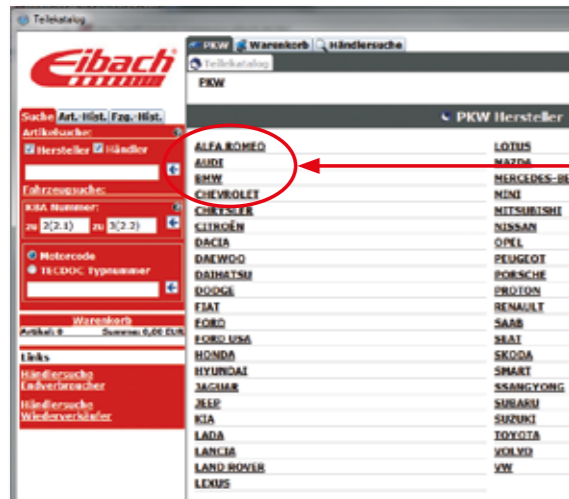 Teilekatalog
Eibach
PKW Warenkorb Händlersuche
Teilekatalog
PKW
Suche Art.-Hist. Fzg.-Hist.
Artikelsuche:
Hersteller Händler
Fahrzeugsuche:
KBA Nummer:
zu 2(2.1) zu 3(2.2)
Motorcode
TECDOC Typnummer
Warenkorb
Artikel: 0 Summe: 0,00 EUR
Links
Händlersuche
Endverbraucher
Händlersuche
Wiederverkäufer
PKW Hersteller
ALFA ROMEO
AUDI
BMW
CHEVROLET
CHRYSLER
CITROËN
DACIA
DAEWOO
DAIHATSU
DODGE
FIAT
FORD
FORD USA
HONDA
HYUNDAI
JAGUAR
JEEP
KIA
LADA
LANCIA
LAND ROVER
LEXUS
LOTUS
MAZDA
MERCEDES-BE
MINI
MITSUBISHI
NISSAN
OPEL
PEUGEOT
PORSCHE
PROTON
RENAULT
SAAB
SEAT
SKODA
SMART
SSANGYONG
SUBARU
SUZUKI
TOYOTA
VOLVO
VW